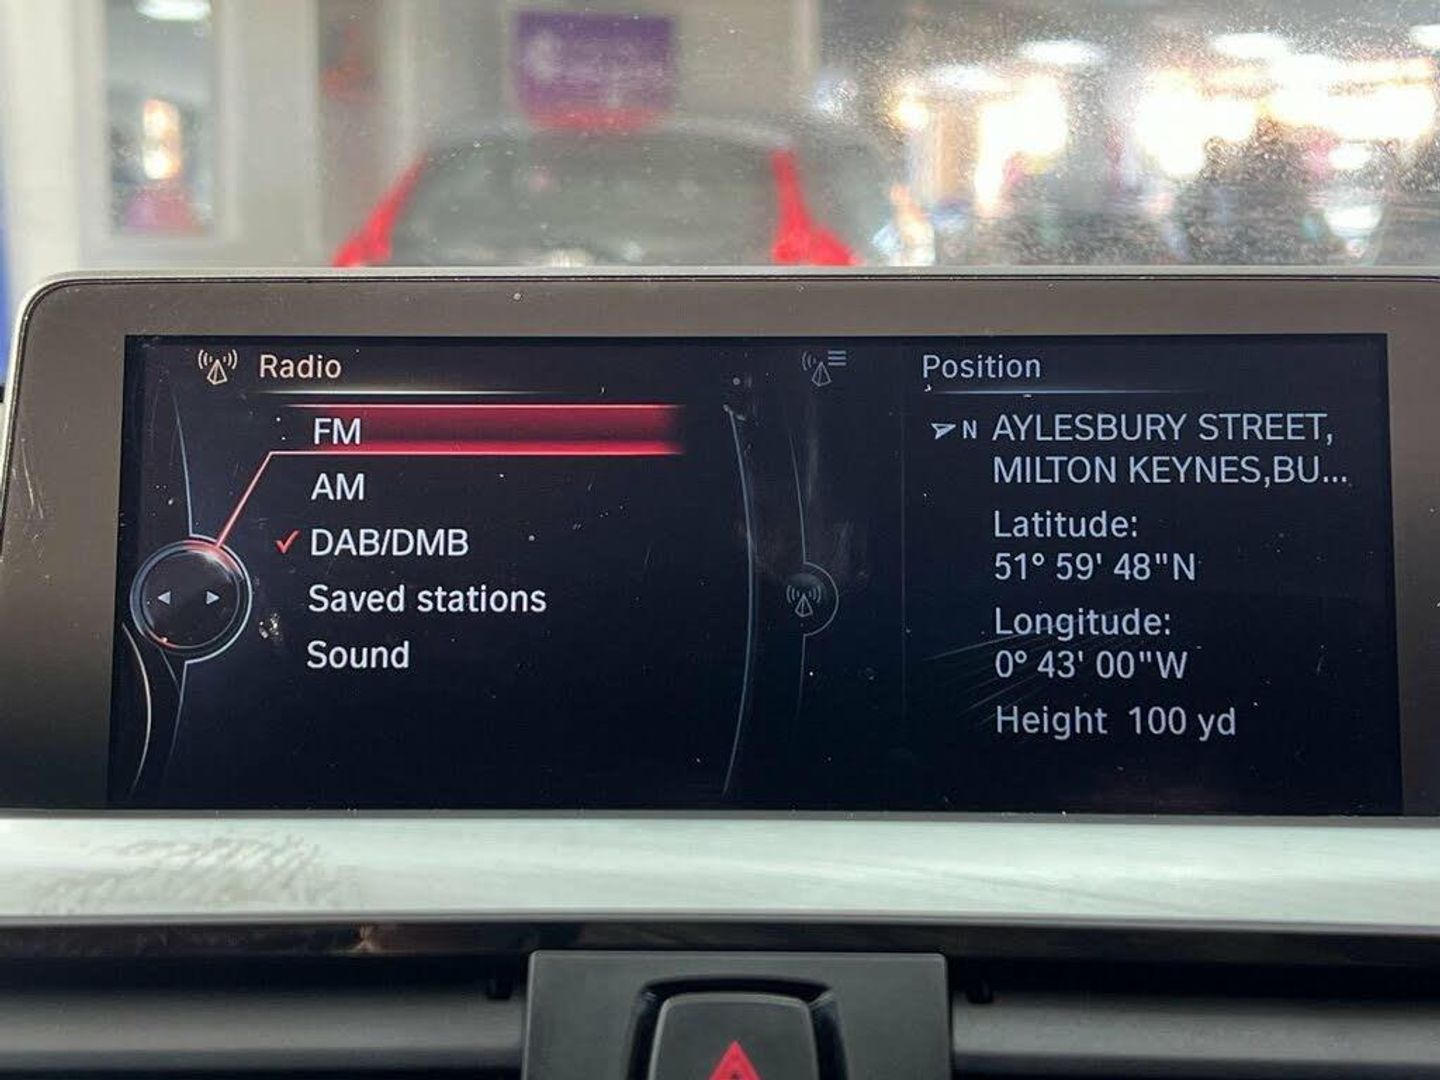 Radio
FM
AM
DAB/DMB
Saved stations
Sound
Position
N AYLESBURY STREET,
MILTON KEYNES,BU...
Latitude:
51° 59' 48"N
Longitude:
0° 43' 00"W
Height 100 yd